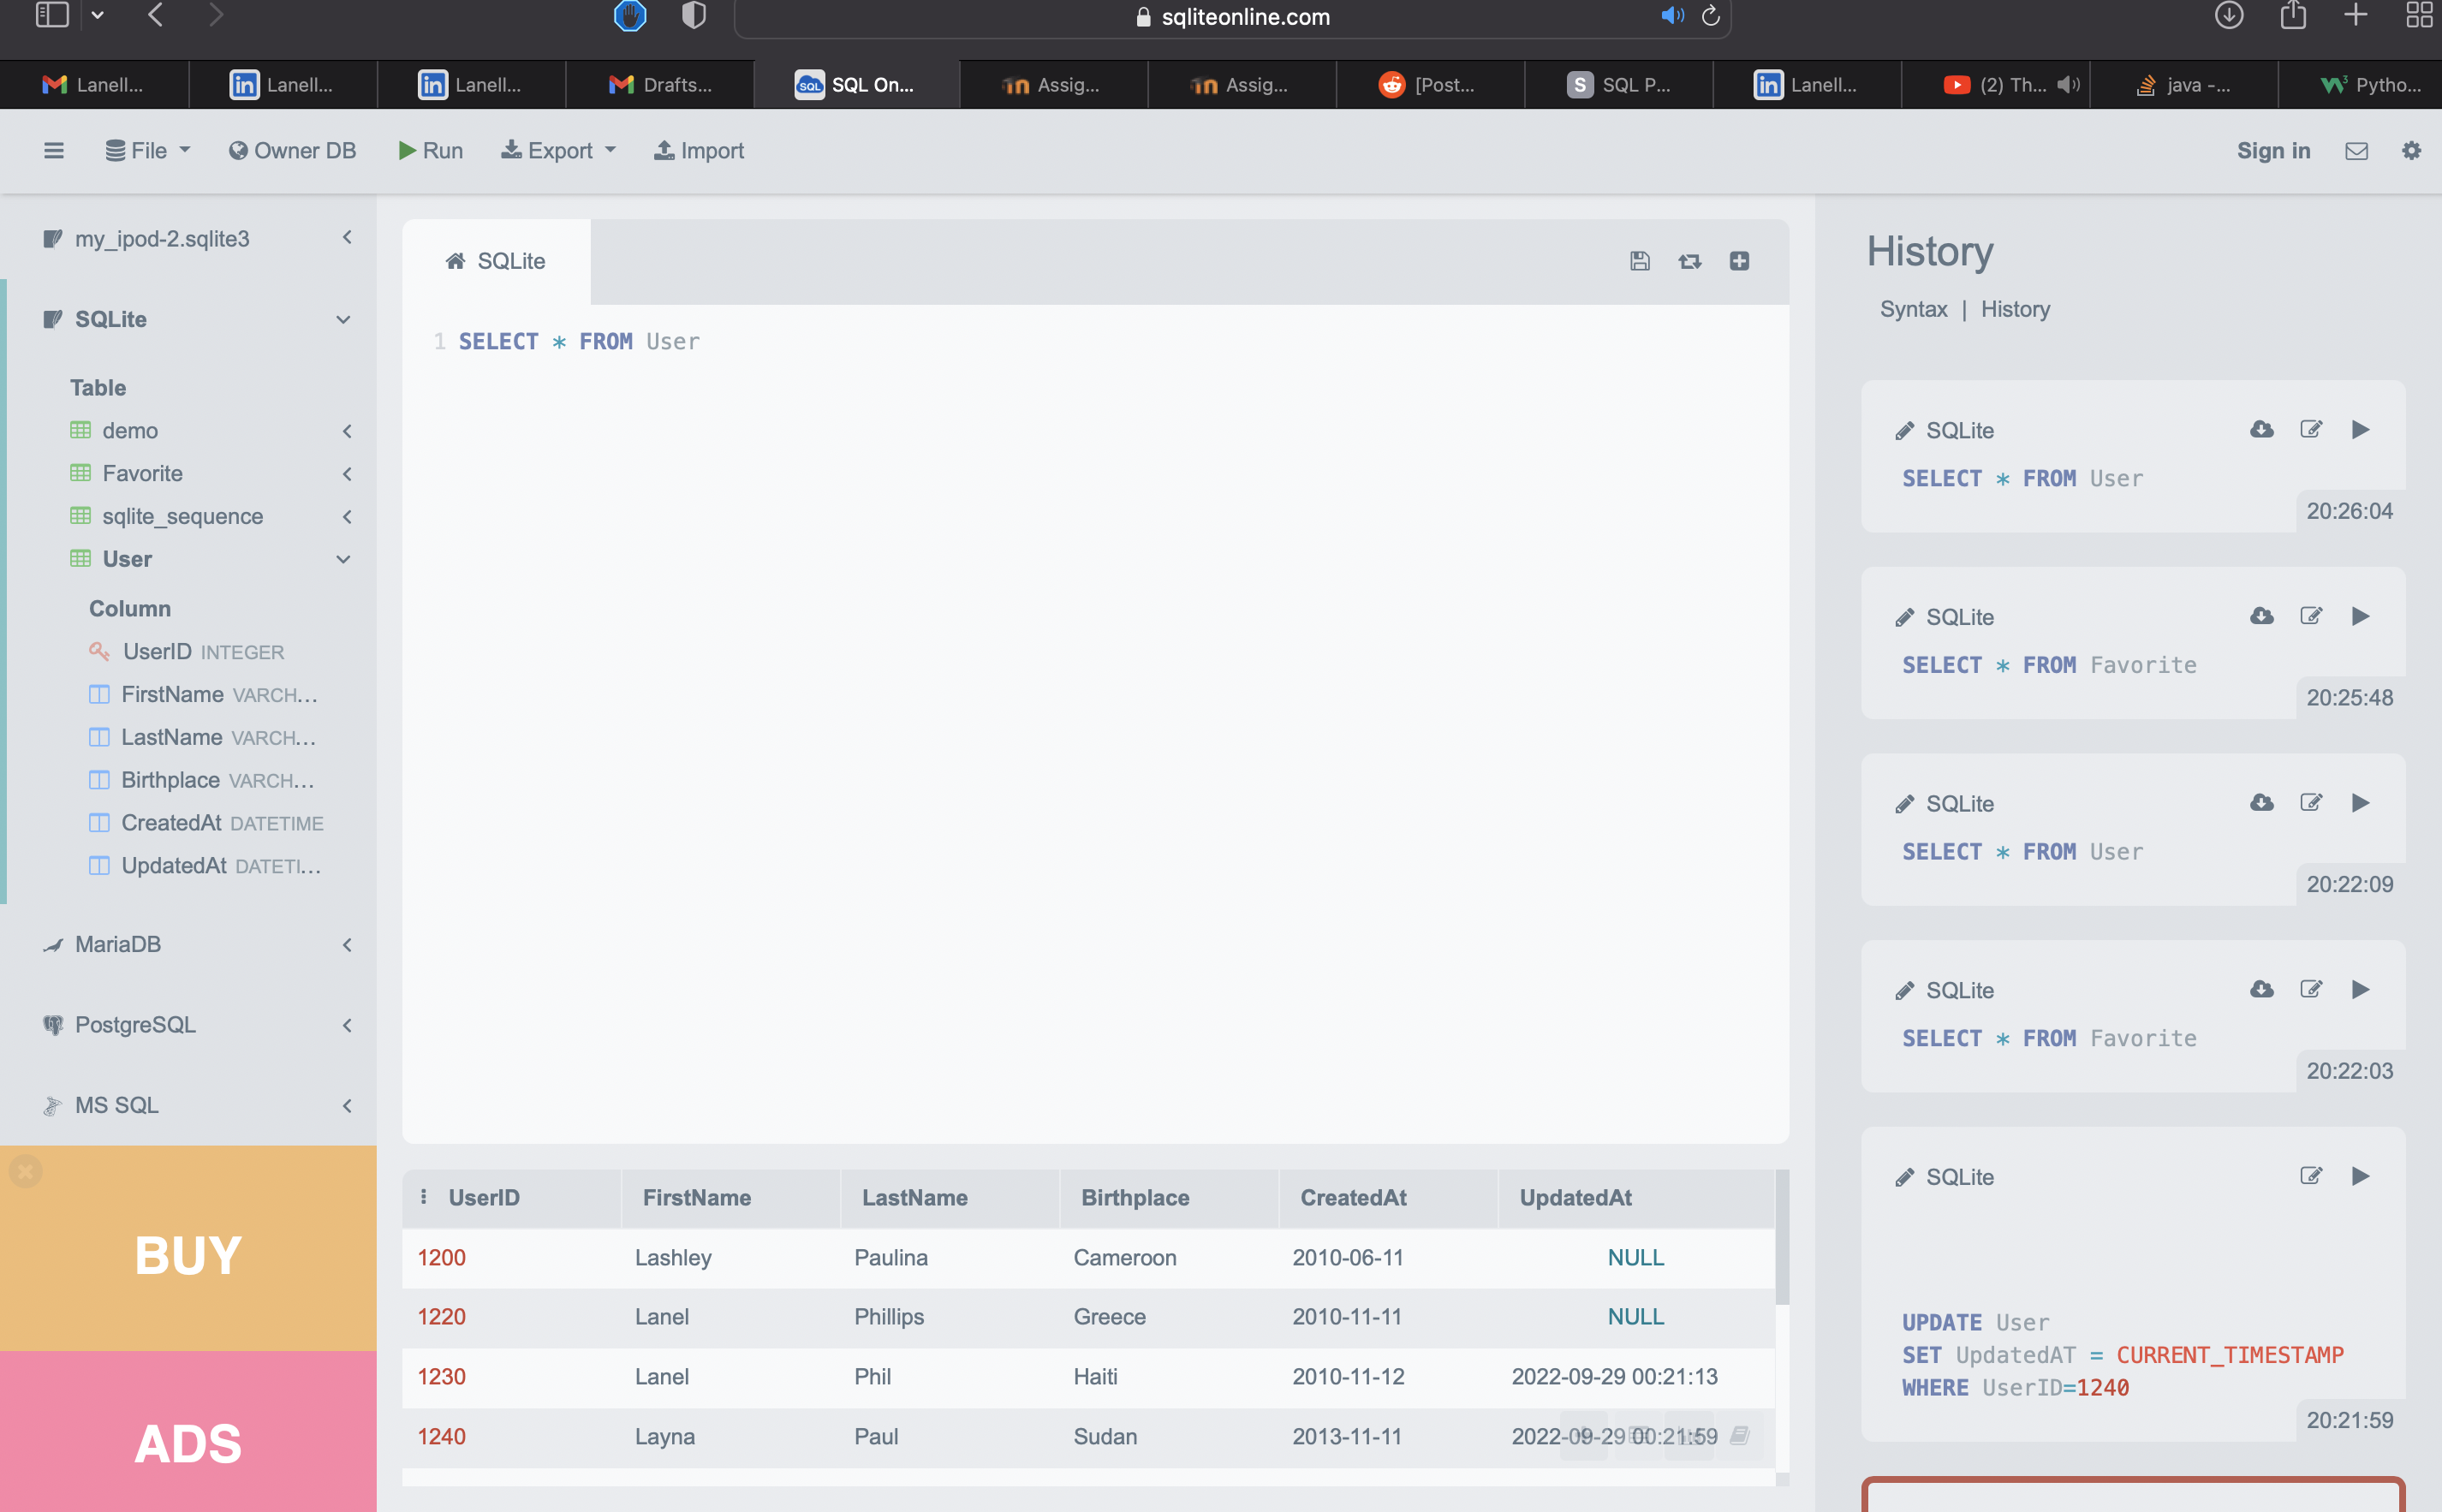 sqliteonline.com
Lanell...
Lanell...
Lanell...
Drafts...
SQL On...
Assig...
Assig...
[Post...
S SQL P...
Lanell...
(2) Th...
java -...
Pytho...
File
Owner DB
Run
Export
Import
Sign in
my_ipod-2.sqlite3
SQLite
Table
demo
Favorite
sqlite_sequence
User
Column
UserID INTEGER
FirstName VARCH...
LastName VARCH...
Birthplace VARCH...
CreatedAt DATETIME
UpdatedAt DATETI...
MariaDB
PostgreSQL
MS SQL
BUY
ADS
SQLite
1 SELECT * FROM User
UserID FirstName LastName Birthplace CreatedAt UpdatedAt
1200 Lashley Paulina Cameroon 2010-06-11 NULL
1220 Lanel Phillips Greece 2010-11-11 NULL
1230 Lanel Phil Haiti 2010-11-12 2022-09-29 00:21:13
1240 Layna Paul Sudan 2013-11-11 2022-09-29 00:21:59
History
Syntax | History
SQLite
SELECT * FROM User
20:26:04
SQLite
SELECT * FROM Favorite
20:25:48
SQLite
SELECT * FROM User
20:22:09
SQLite
SELECT * FROM Favorite
20:22:03
SQLite
UPDATE User
SET UpdatedAT = CURRENT_TIMESTAMP
WHERE UserID=1240
20:21:59